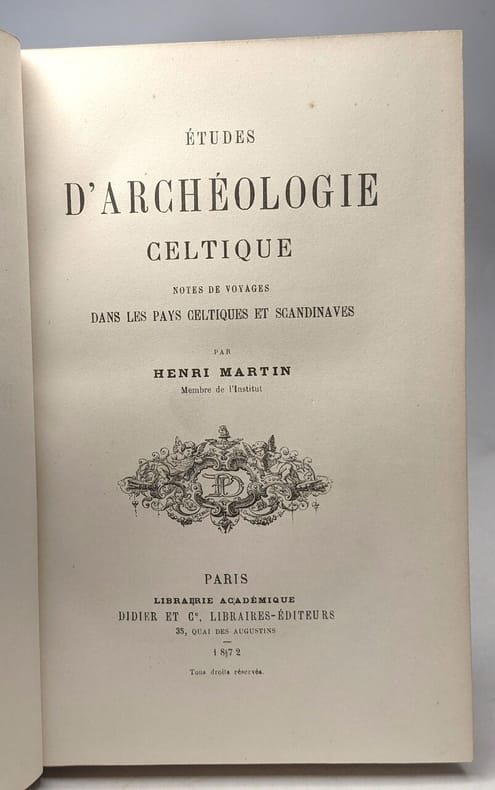 ÉTUDES
D'ARCHÉOLOGIE
CELTIQUE
NOTES DE VOYAGES
DANS LES PAYS CELTIQUES ET SCANDINAVES
PAR
HENRI MARTIN
Membre de l'Institut
PD
PARIS
LIBRAIRIE ACADÉMIQUE
DIDIER ET Cᵉ, LIBRAIRES-ÉDITEURS
35, QUAI DES AUGUSTINS
1872
Tous droits réservés.